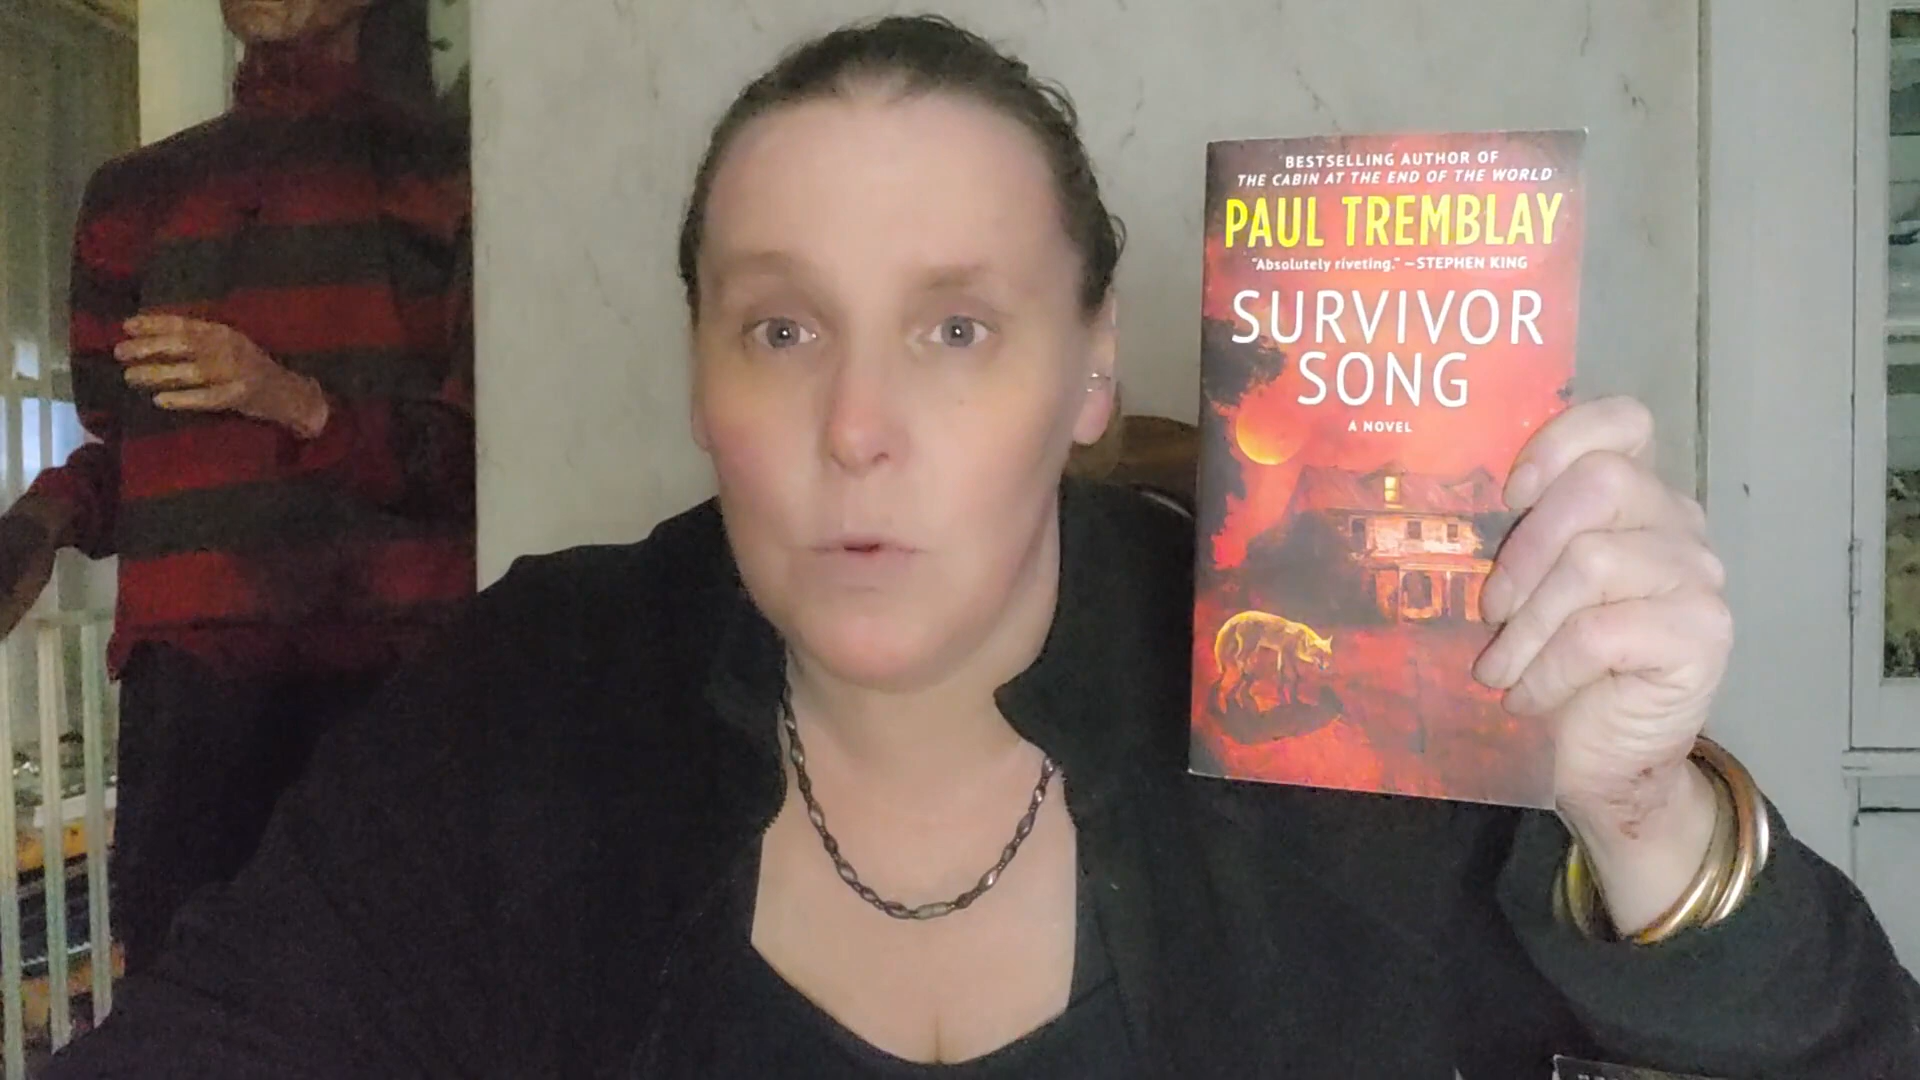 BESTSELLING AUTHOR OF
THE CABIN AT THE END OF THE WORLD
PAUL TREMBLAY
"Absolutely riveting." —STEPHEN KING
SURVIVOR
SONG
A NOVEL